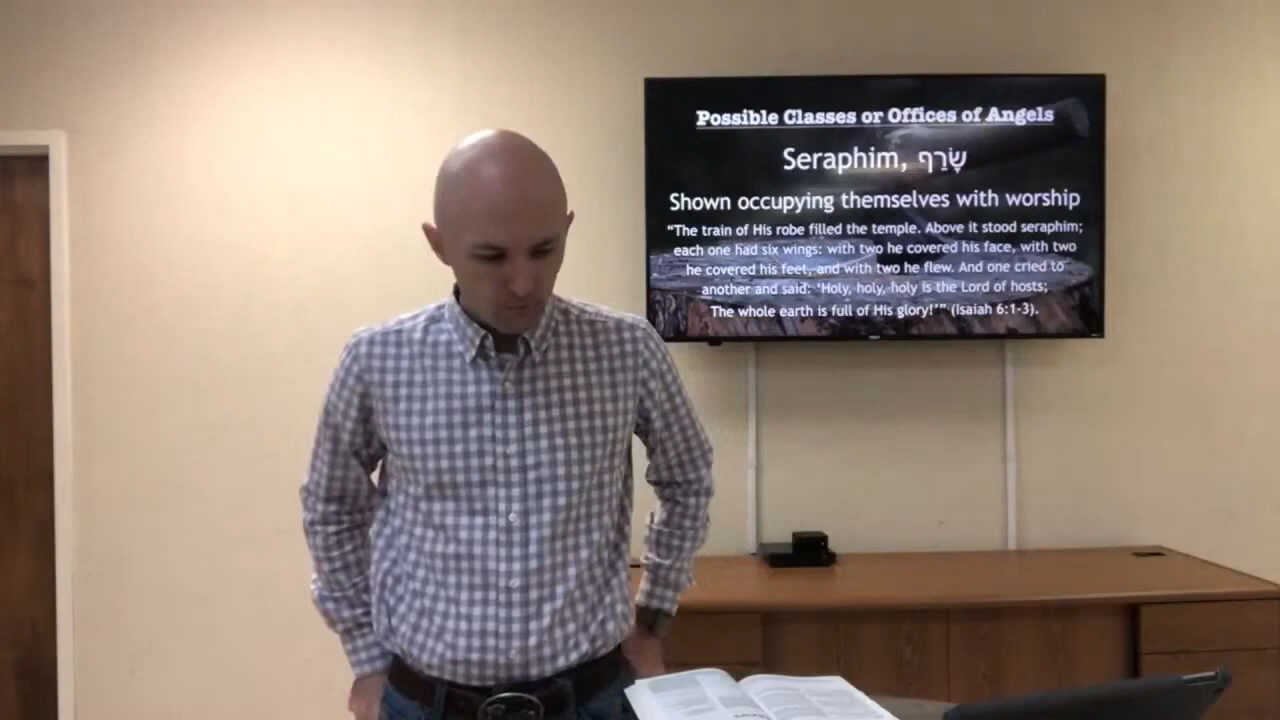 Possible Classes or Offices of Angels
Seraphim, שָׂרַף
Shown occupying themselves with worship
“The train of His robe filled the temple. Above it stood seraphim;
each one had six wings: with two he covered his face, with two
he covered his feet, and with two he flew. And one cried to
another and said: ‘Holy, holy, holy is the Lord of hosts;
The whole earth is full of His glory!’” (Isaiah 6:1-3).